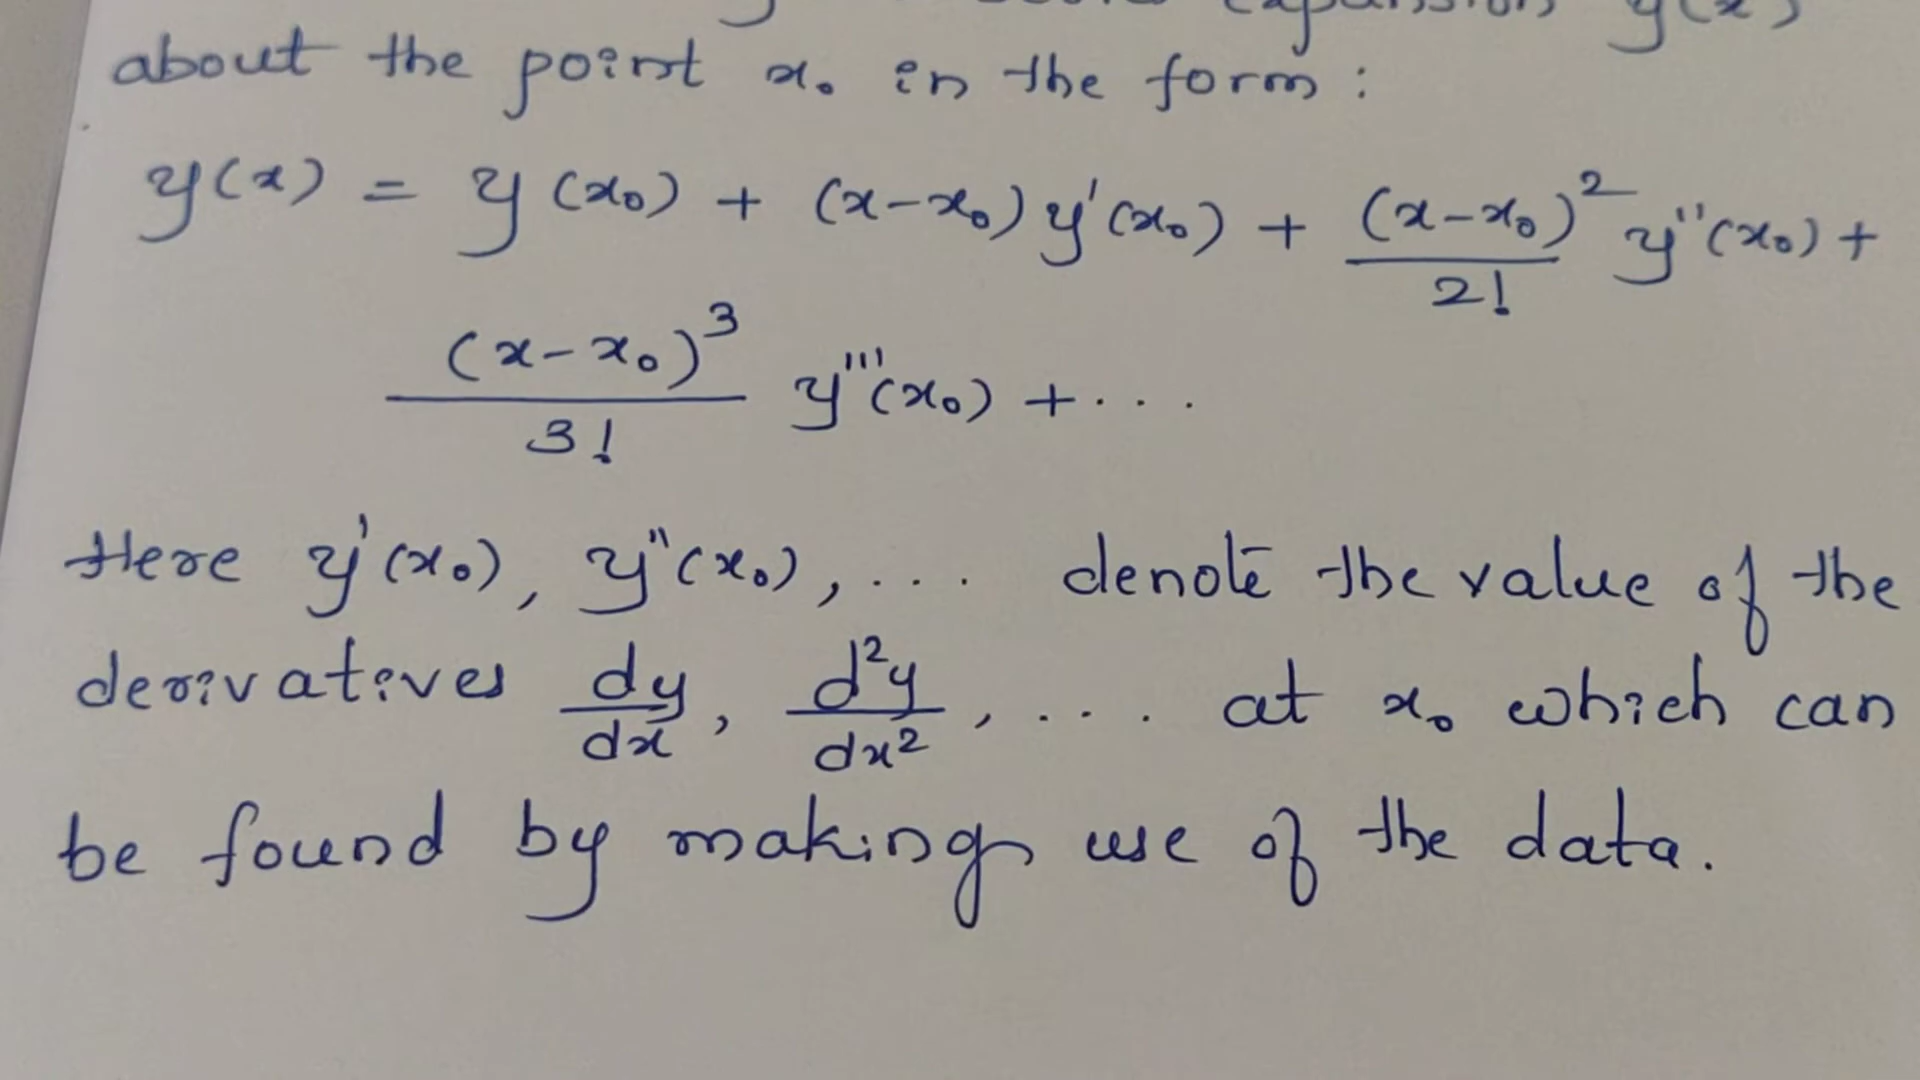 expansion y(x)
about the point x₀ in the form :
y(x) = y(x₀) + (x-x₀) y'(x₀) + (x-x₀)²/2! y''(x₀) +
(x-x₀)³/3! y'''(x₀) + . . .
Here y'(x₀), y''(x₀), . . . denote the value of the
derivatives dy/dx, d²y/dx², . . . at x₀ which can
be found by making use of the data.